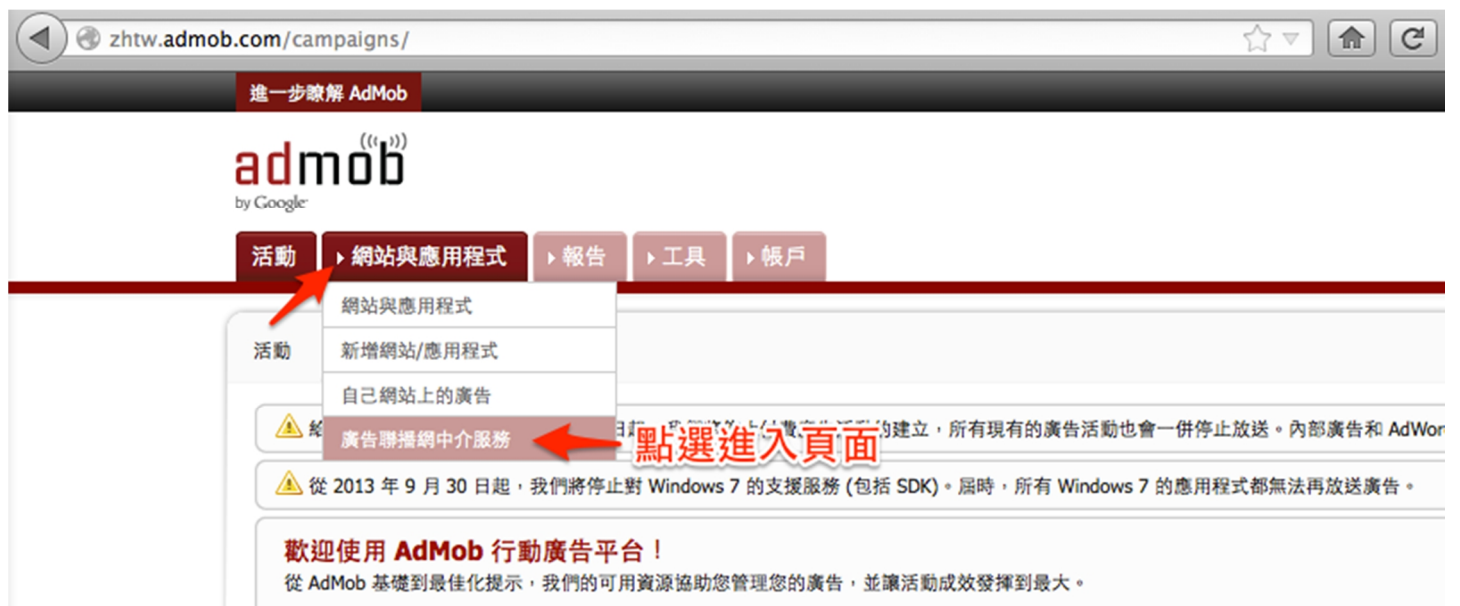 zhtw.admob.com/campaigns/
進一步瞭解 AdMob
admob
by Google
活動 網站與應用程式 報告 工具 帳戶
網站與應用程式
活動
新增網站/應用程式
自己網站上的廣告
廣告聯播網中介服務
點選進入頁面
建立，所有現有的廣告活動也會一併停止放送。內部廣告和 AdWor
從 2013 年 9 月 30 日起，我們將停止對 Windows 7 的支援服務 (包括 SDK)。屆時，所有 Windows 7 的應用程式都無法再放送廣告。
歡迎使用 AdMob 行動廣告平台！
從 AdMob 基礎到最佳化提示，我們的可用資源協助您管理您的廣告，並讓活動成效發揮到最大。